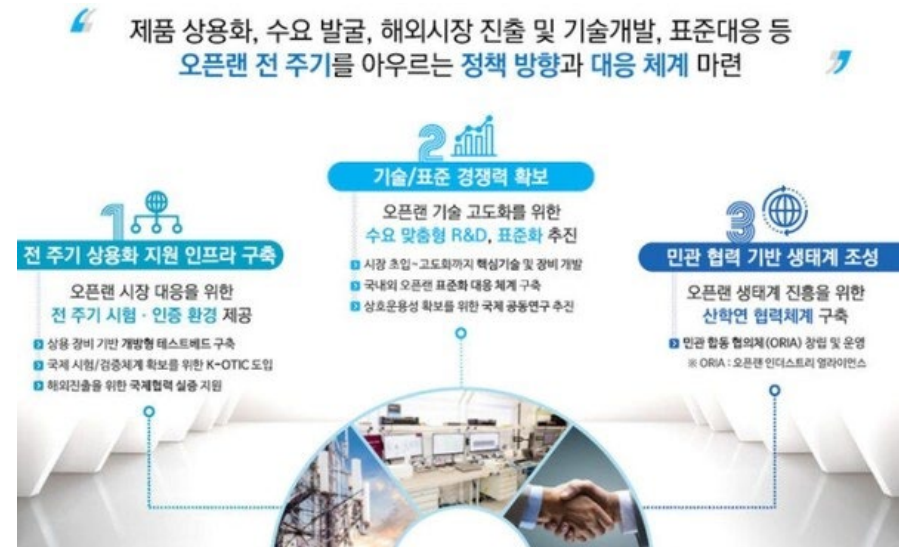 제품 상용화, 수요 발굴, 해외시장 진출 및 기술개발, 표준대응 등
오픈랜 전 주기를 아우르는 정책 방향과 대응 체계 마련
1
전 주기 상용화 지원 인프라 구축
오픈랜 시장 대응을 위한
전 주기 시험 · 인증 환경 제공
상용 장비 기반 개방형 테스트베드 구축
국제 시험/검증체계 확보를 위한 K-OTIC 도입
해외진출을 위한 국제협력 실증 지원
2
기술/표준 경쟁력 확보
오픈랜 기술 고도화를 위한
수요 맞춤형 R&D, 표준화 추진
시장 초입~고도화까지 핵심기술 및 장비 개발
국내외 오픈랜 표준화 대응 체계 구축
상호운용성 확보를 위한 국제 공동연구 추진
3
민관 협력 기반 생태계 조성
오픈랜 생태계 진흥을 위한
산학연 협력체계 구축
민관 합동 협의체(ORIA) 창립 및 운영
※ ORIA : 오픈랜 인더스트리 얼라이언스